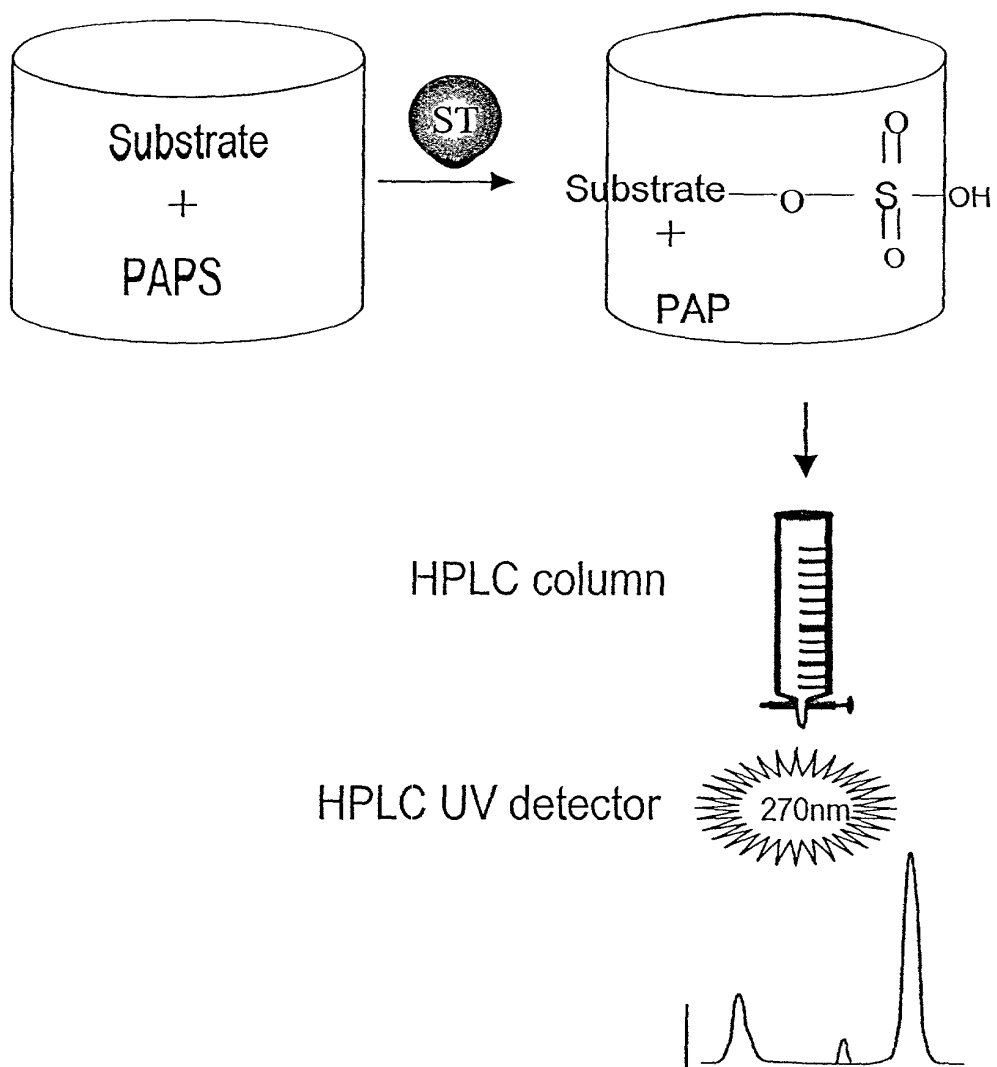 Substrate
+
PAPS
ST
O
Substrate—O—S—OH
+
O
PAP
HPLC column
HPLC UV detector
270nm